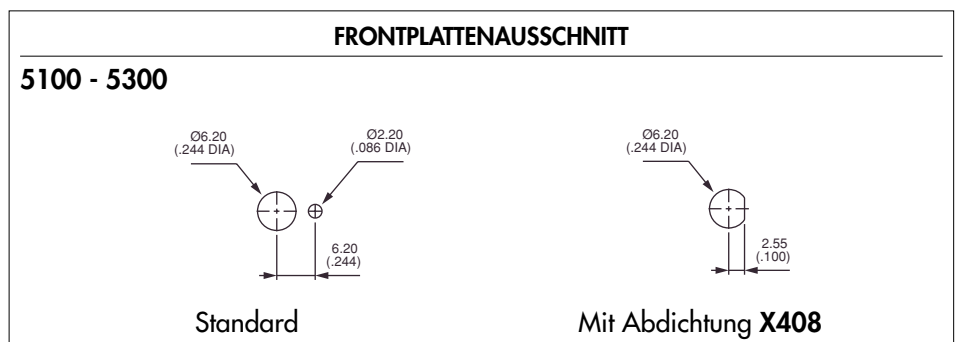 FRONTPLATTENAUSSCHNITT
5100 - 5300
Ø6.20
(.244 DIA)
Ø2.20
(.086 DIA)
6.20
(.244)
Standard
Ø6.20
(.244 DIA)
2.55
(.100)
Mit Abdichtung X408